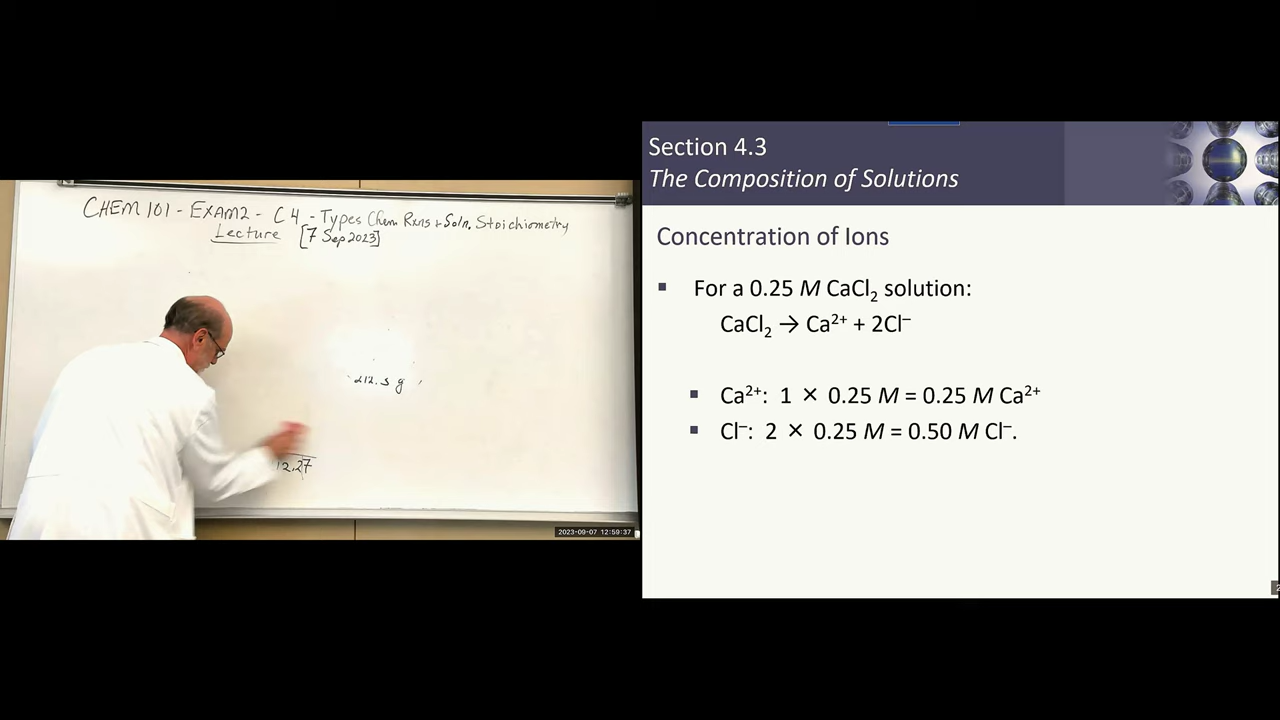 CHEM 101 - EXAM2 - C 4 - Types Chem Rxns + Soln. Stoichiometry
Lecture [7 Sep 2023]
212.5 g
12.27
2023-09-07 12:59:37
Section 4.3
The Composition of Solutions
Concentration of Ions
▪ For a 0.25 M CaCl₂ solution:
CaCl₂ → Ca²⁺ + 2Cl⁻
▪ Ca²⁺: 1 × 0.25 M = 0.25 M Ca²⁺
▪ Cl⁻: 2 × 0.25 M = 0.50 M Cl⁻.